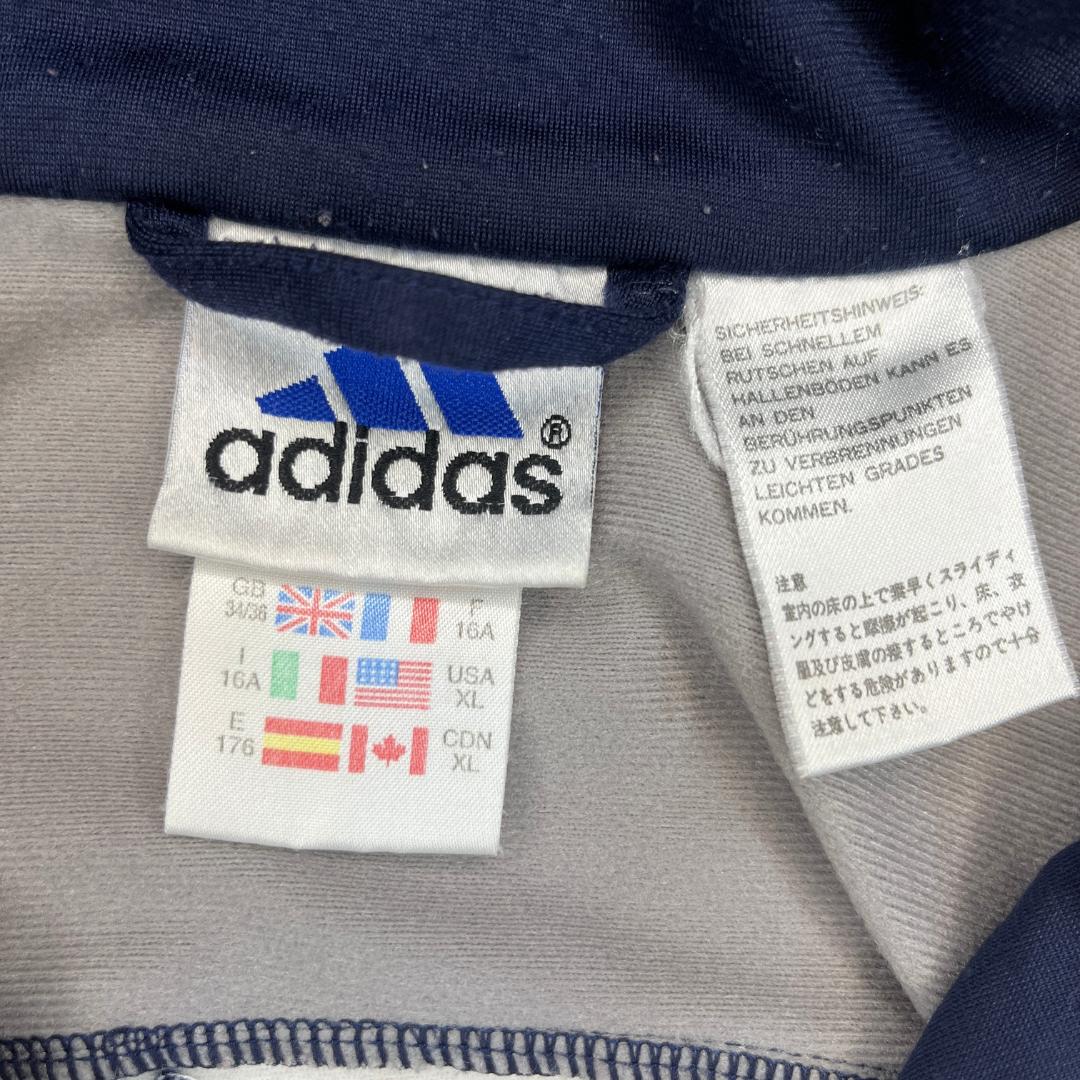 adidas®
GB
34/36
F
16A
I
16A
USA
XL
E
176
CDN
XL
SICHERHEITSHINWEIS:
BEI SCHNELLEM
RUTSCHEN AUF
HALLENBÖDEN KANN ES
AN DEN
BERÜHRUNGSPUNKTEN
ZU VERBRENNUNGEN
LEICHTEN GRADES
KOMMEN.
注意
室内の床の上で素早くスライディ
ングすると摩擦が起こり、床、衣
服及び皮膚の接するところでやけ
どをする危険がありますので十分
注意して下さい。